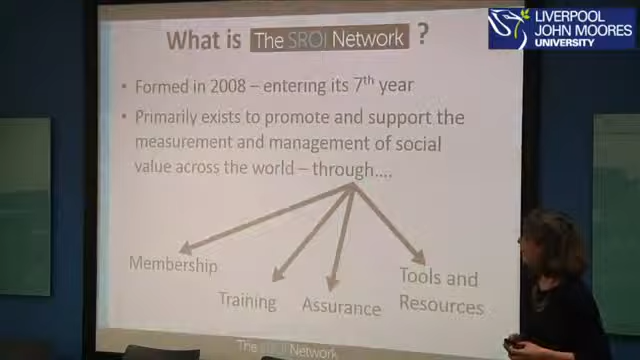 What is The SROI Network ?
LIVERPOOL
JOHN MOORES
UNIVERSITY
• Formed in 2008 – entering its 7th year
• Primarily exists to promote and support the
measurement and management of social
value across the world – through....
Membership
Training
Assurance
Tools and
Resources
The SROI Network